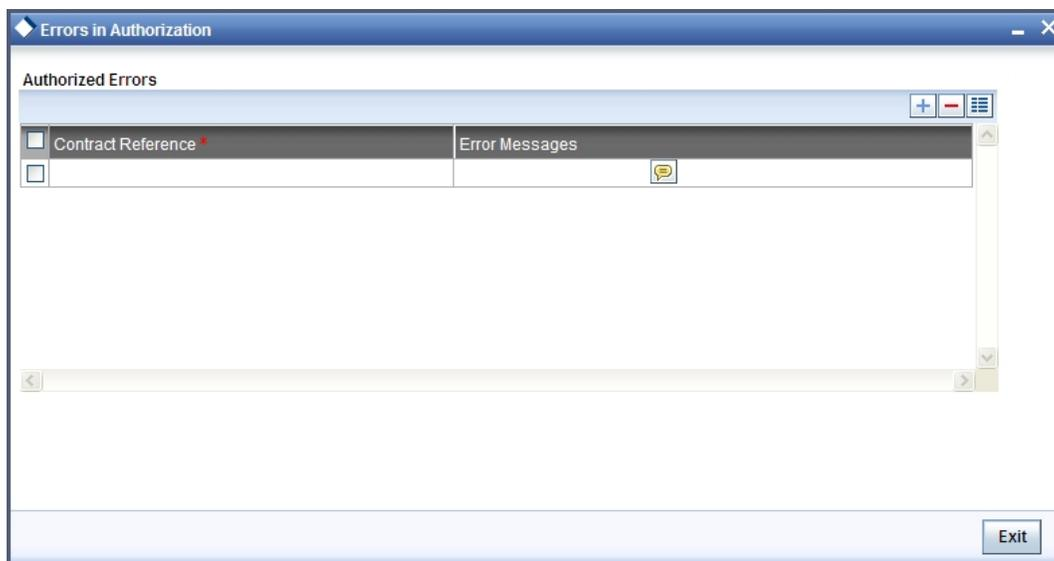 Errors in Authorization
Authorized Errors
Contract Reference *
Error Messages
Exit